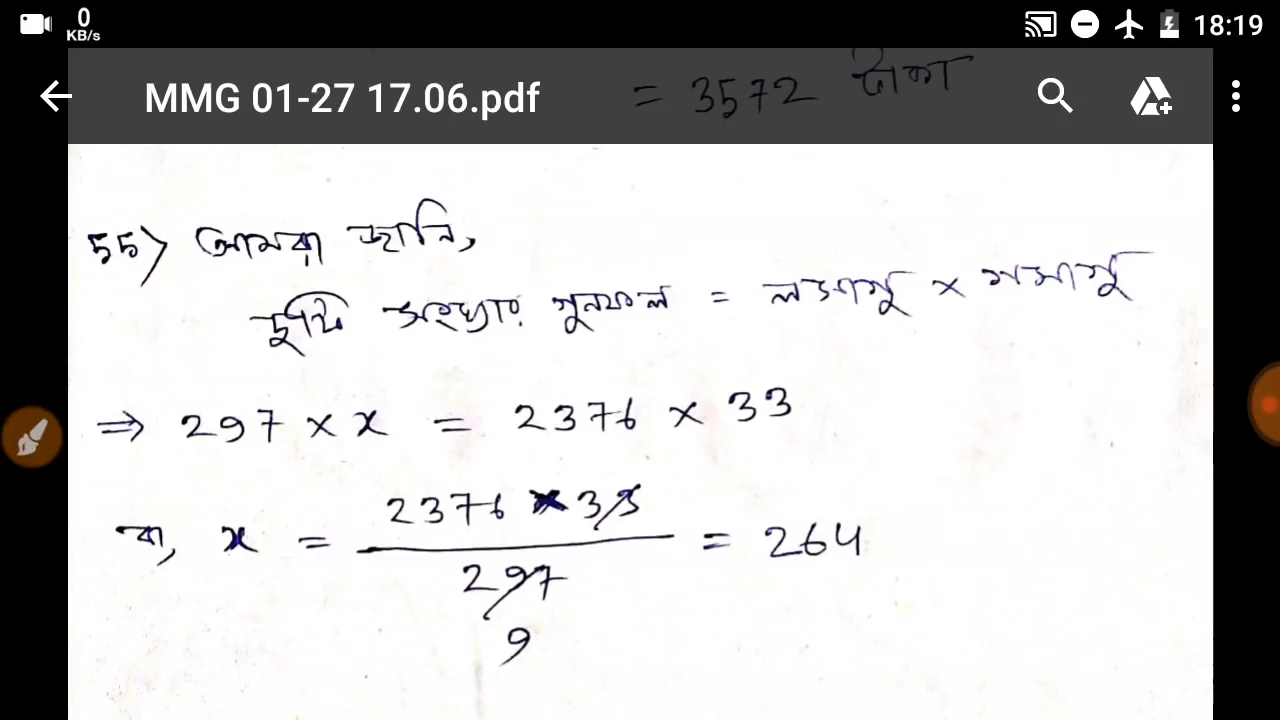 0
KB/s
18:19
MMG 01-27 17.06.pdf
= 3572 টাকা
55) আমরা জানি,
দুটি সংখ্যার গুনফল = লসাগু × গসাগু
⇒ 297 × x = 2376 × 33
বা, x = 2376 × 33 / 297 = 264
9